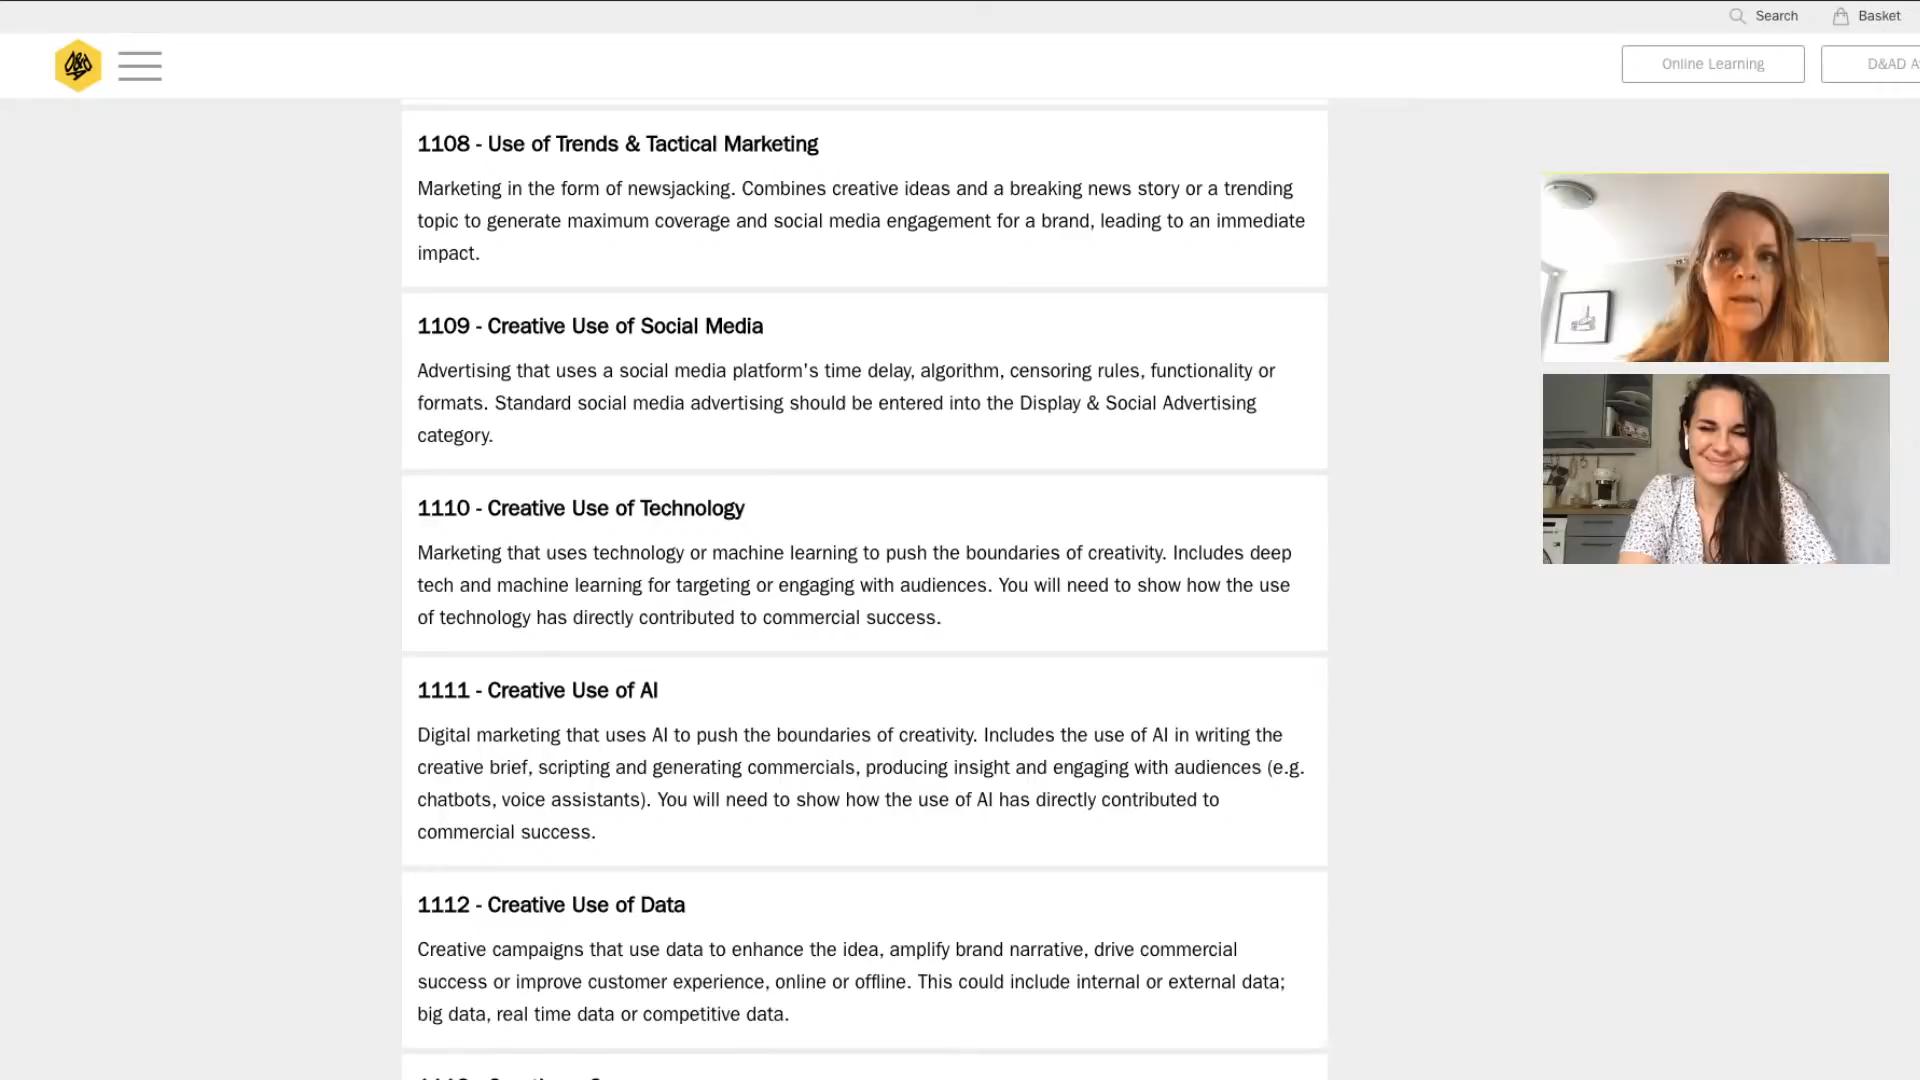 Search
Basket
D&AD
Online Learning
D&AD A
1108 - Use of Trends & Tactical Marketing
Marketing in the form of newsjacking. Combines creative ideas and a breaking news story or a trending
topic to generate maximum coverage and social media engagement for a brand, leading to an immediate
impact.
1109 - Creative Use of Social Media
Advertising that uses a social media platform's time delay, algorithm, censoring rules, functionality or
formats. Standard social media advertising should be entered into the Display & Social Advertising
category.
1110 - Creative Use of Technology
Marketing that uses technology or machine learning to push the boundaries of creativity. Includes deep
tech and machine learning for targeting or engaging with audiences. You will need to show how the use
of technology has directly contributed to commercial success.
1111 - Creative Use of AI
Digital marketing that uses AI to push the boundaries of creativity. Includes the use of AI in writing the
creative brief, scripting and generating commercials, producing insight and engaging with audiences (e.g.
chatbots, voice assistants). You will need to show how the use of AI has directly contributed to
commercial success.
1112 - Creative Use of Data
Creative campaigns that use data to enhance the idea, amplify brand narrative, drive commercial
success or improve customer experience, online or offline. This could include internal or external data;
big data, real time data or competitive data.